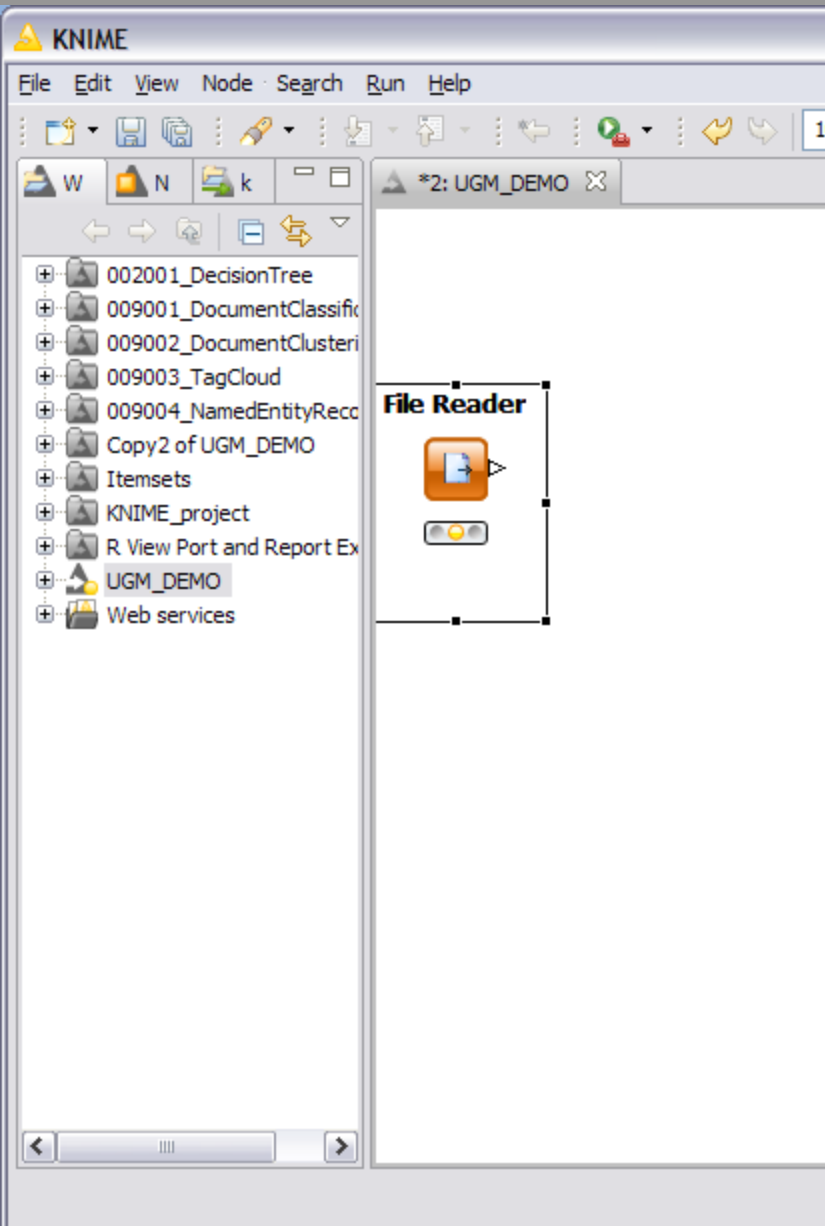 KNIME
File Edit View Node Search Run Help
1
W N k *2: UGM_DEMO
002001_DecisionTree
009001_DocumentClassific
009002_DocumentClusteri
009003_TagCloud
009004_NamedEntityReco
Copy2 of UGM_DEMO
Itemsets
KNIME_project
R View Port and Report Ex
UGM_DEMO
Web services
File Reader